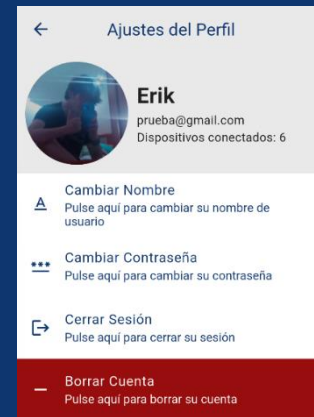 Ajustes del Perfil
Erik
prueba@gmail.com
Dispositivos conectados: 6
Cambiar Nombre
Pulse aquí para cambiar su nombre de
usuario
Cambiar Contraseña
Pulse aquí para cambiar su contraseña
Cerrar Sesión
Pulse aquí para cerrar su sesión
Borrar Cuenta
Pulse aquí para borrar su cuenta